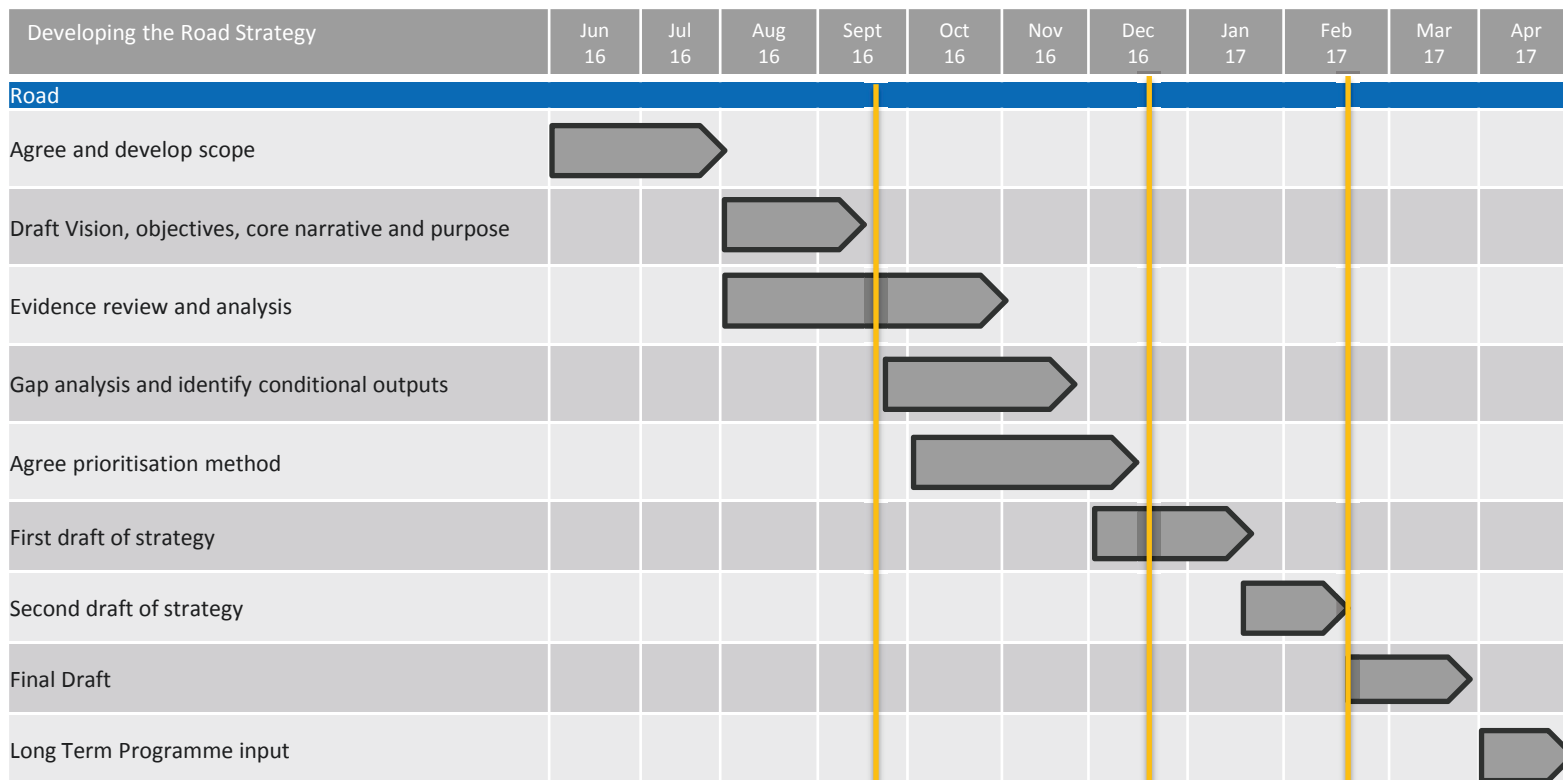 Developing the Road Strategy
Jun
16
Jul
16
Aug
16
Sept
16
Oct
16
Nov
16
Dec
16
Jan
17
Feb
17
Mar
17
Apr
17
Road
Agree and develop scope
Draft Vision, objectives, core narrative and purpose
Evidence review and analysis
Gap analysis and identify conditional outputs
Agree prioritisation method
First draft of strategy
Second draft of strategy
Final Draft
Long Term Programme input